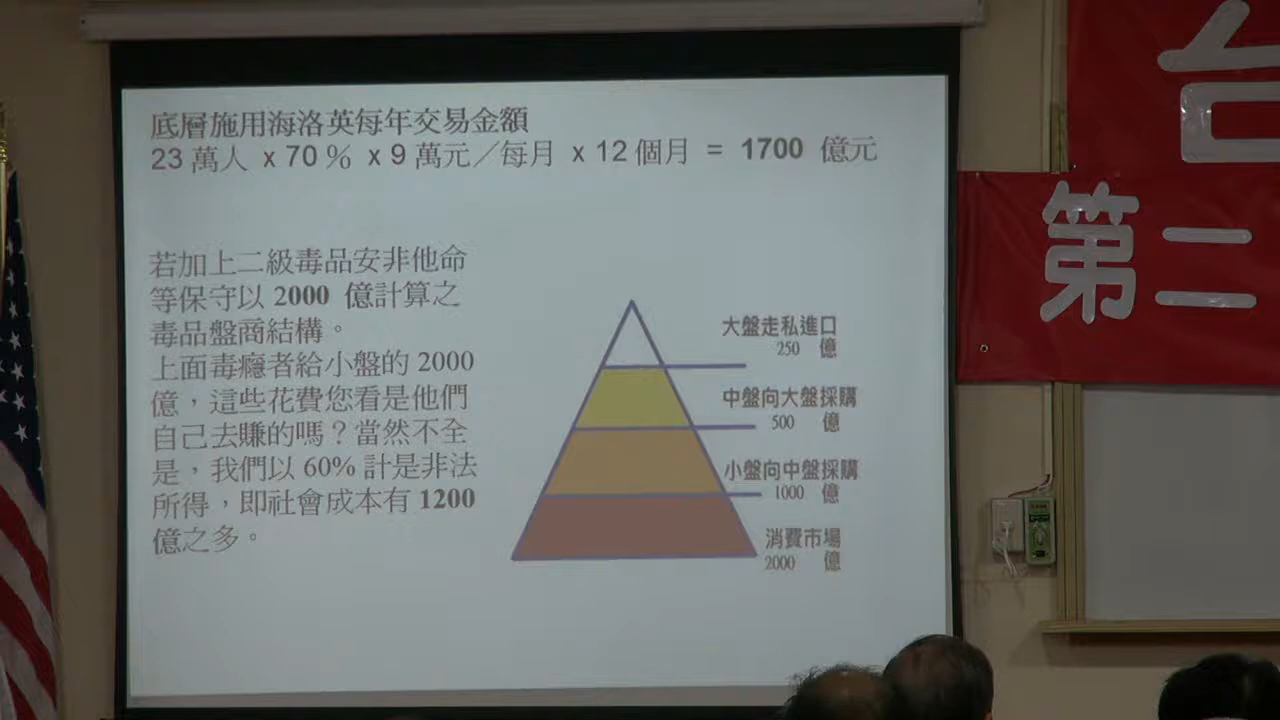 底層施用海洛英每年交易金額
23 萬人 x 70 % x 9 萬元／每月 x 12 個月 = 1700 億元
若加上二級毒品安非他命
等保守以 2000 億計算之
毒品盤商結構。
上面毒癮者給小盤的 2000
億，這些花費您看是他們
自己去賺的嗎？當然不全
是，我們以 60% 計是非法
所得，即社會成本有 1200
億之多。
大盤走私進口
250 億
中盤向大盤採購
500 億
小盤向中盤採購
1000 億
消費市場
2000 億
台
第二